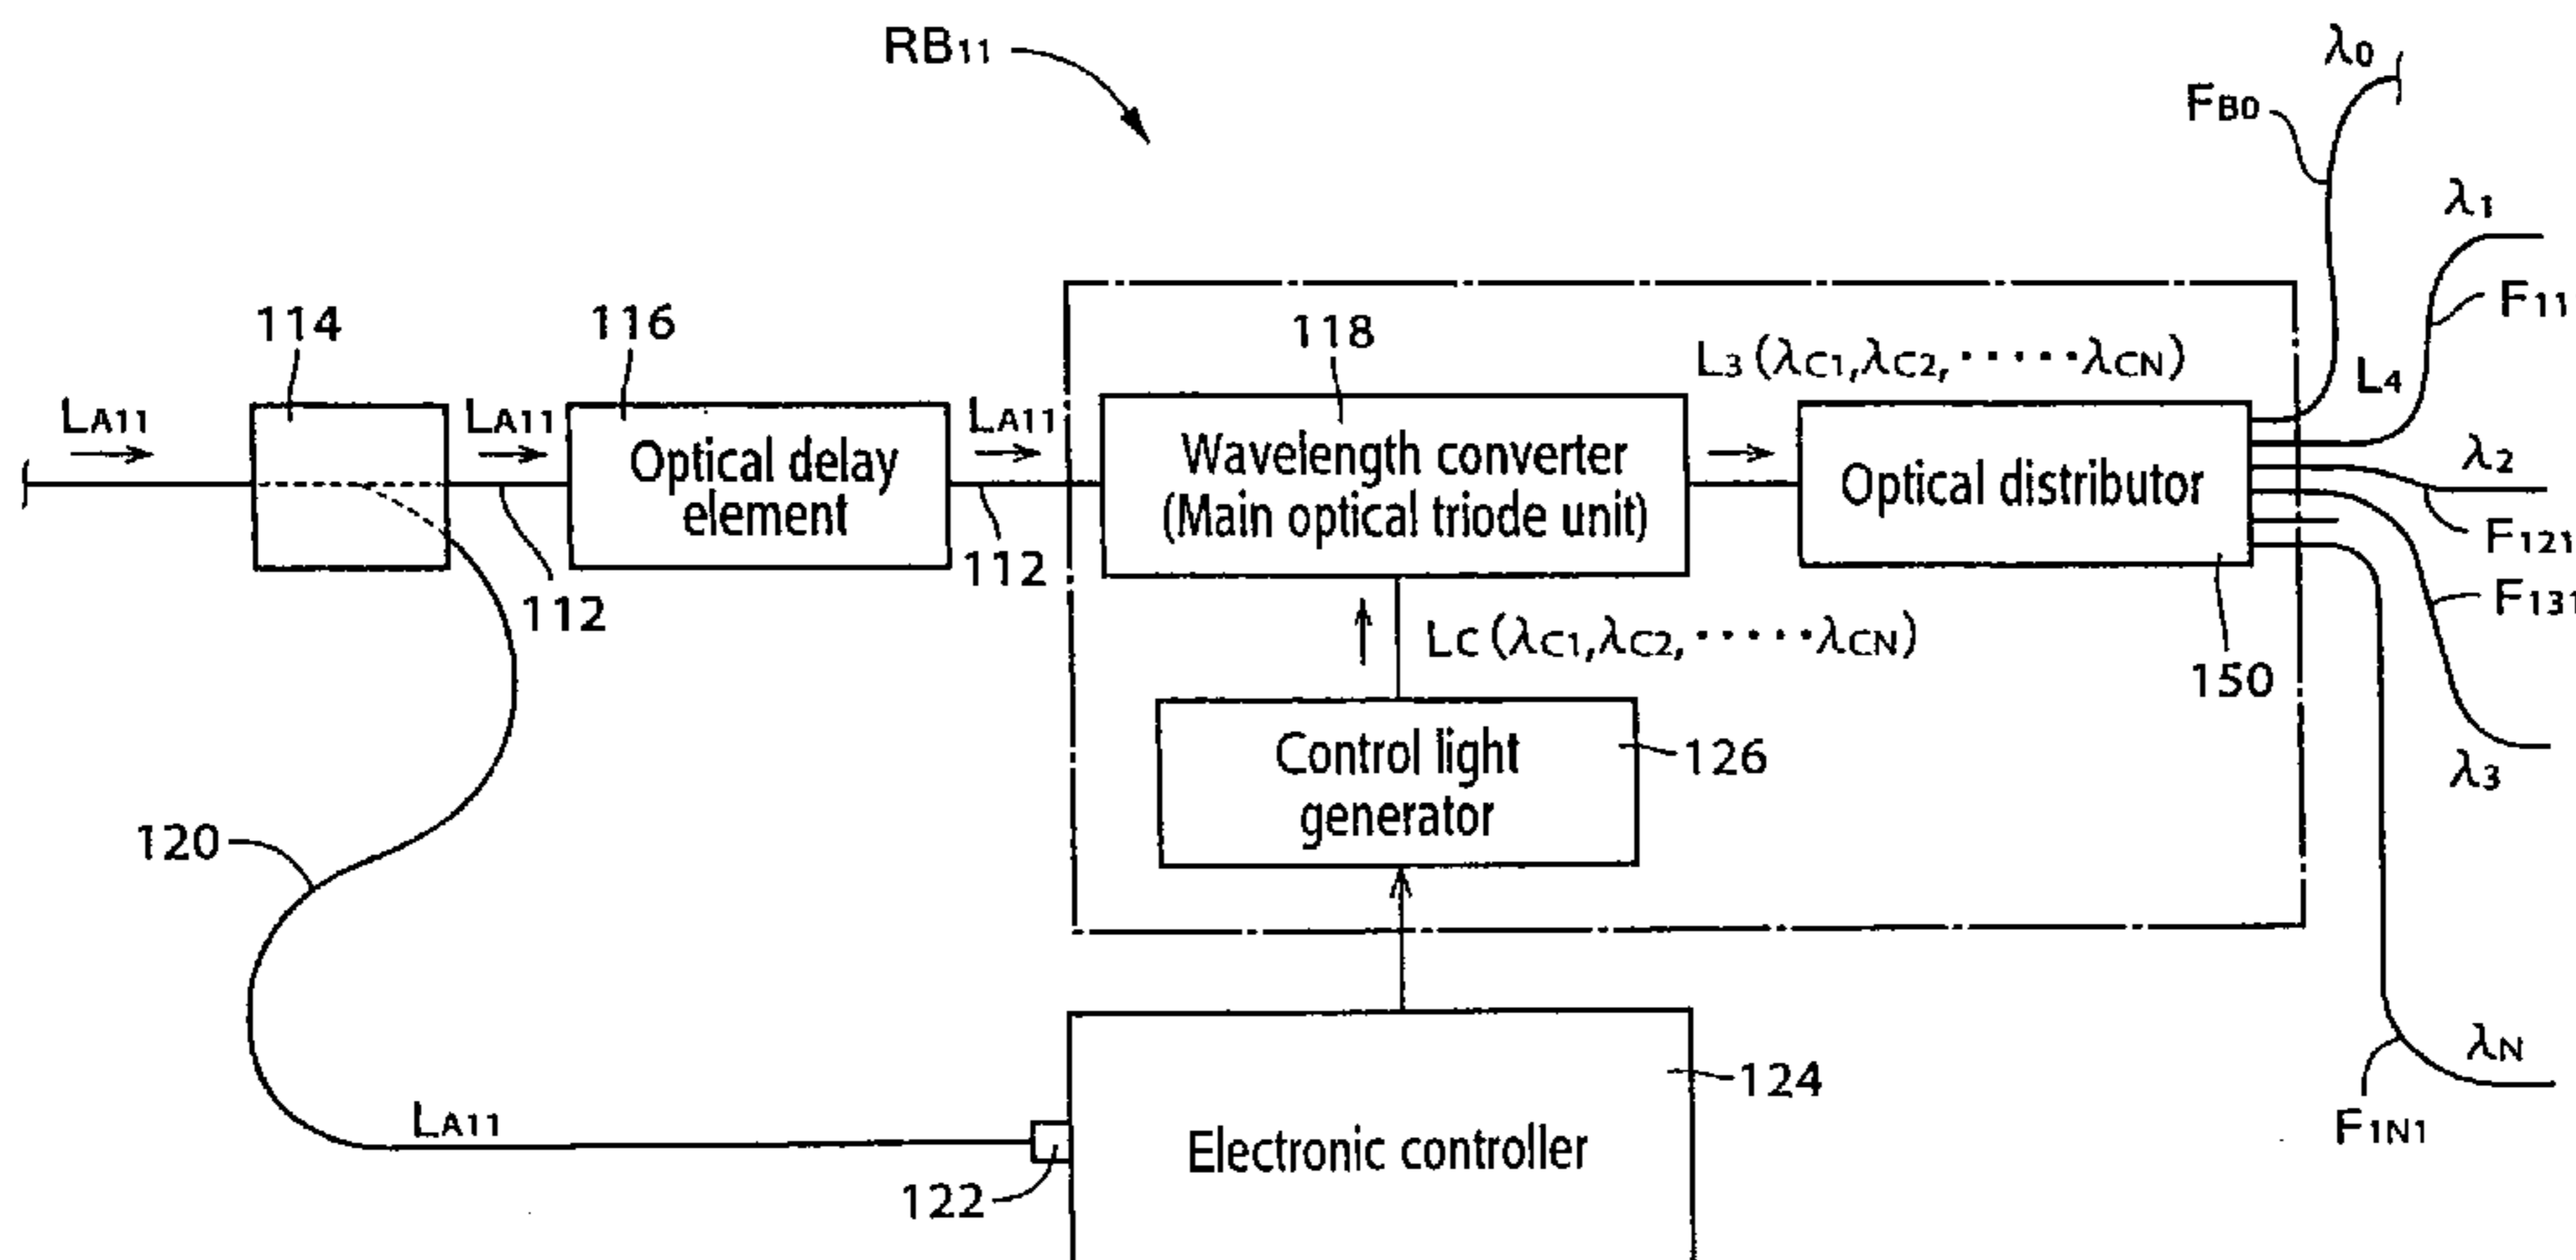 RB11
λ0
FB0
λ1
F11
114
116
118
L3 (λC1,λC2, ·····λCN)
L4
LA11
LA11
LA11
Optical delay
element
Wavelength converter
(Main optical triode unit)
Optical distributor
λ2
F121
112
112
F131
LC (λC1,λC2, ·····λCN)
150
Control light
generator
126
λ3
120
124
λN
LA11
F1N1
Electronic controller
122